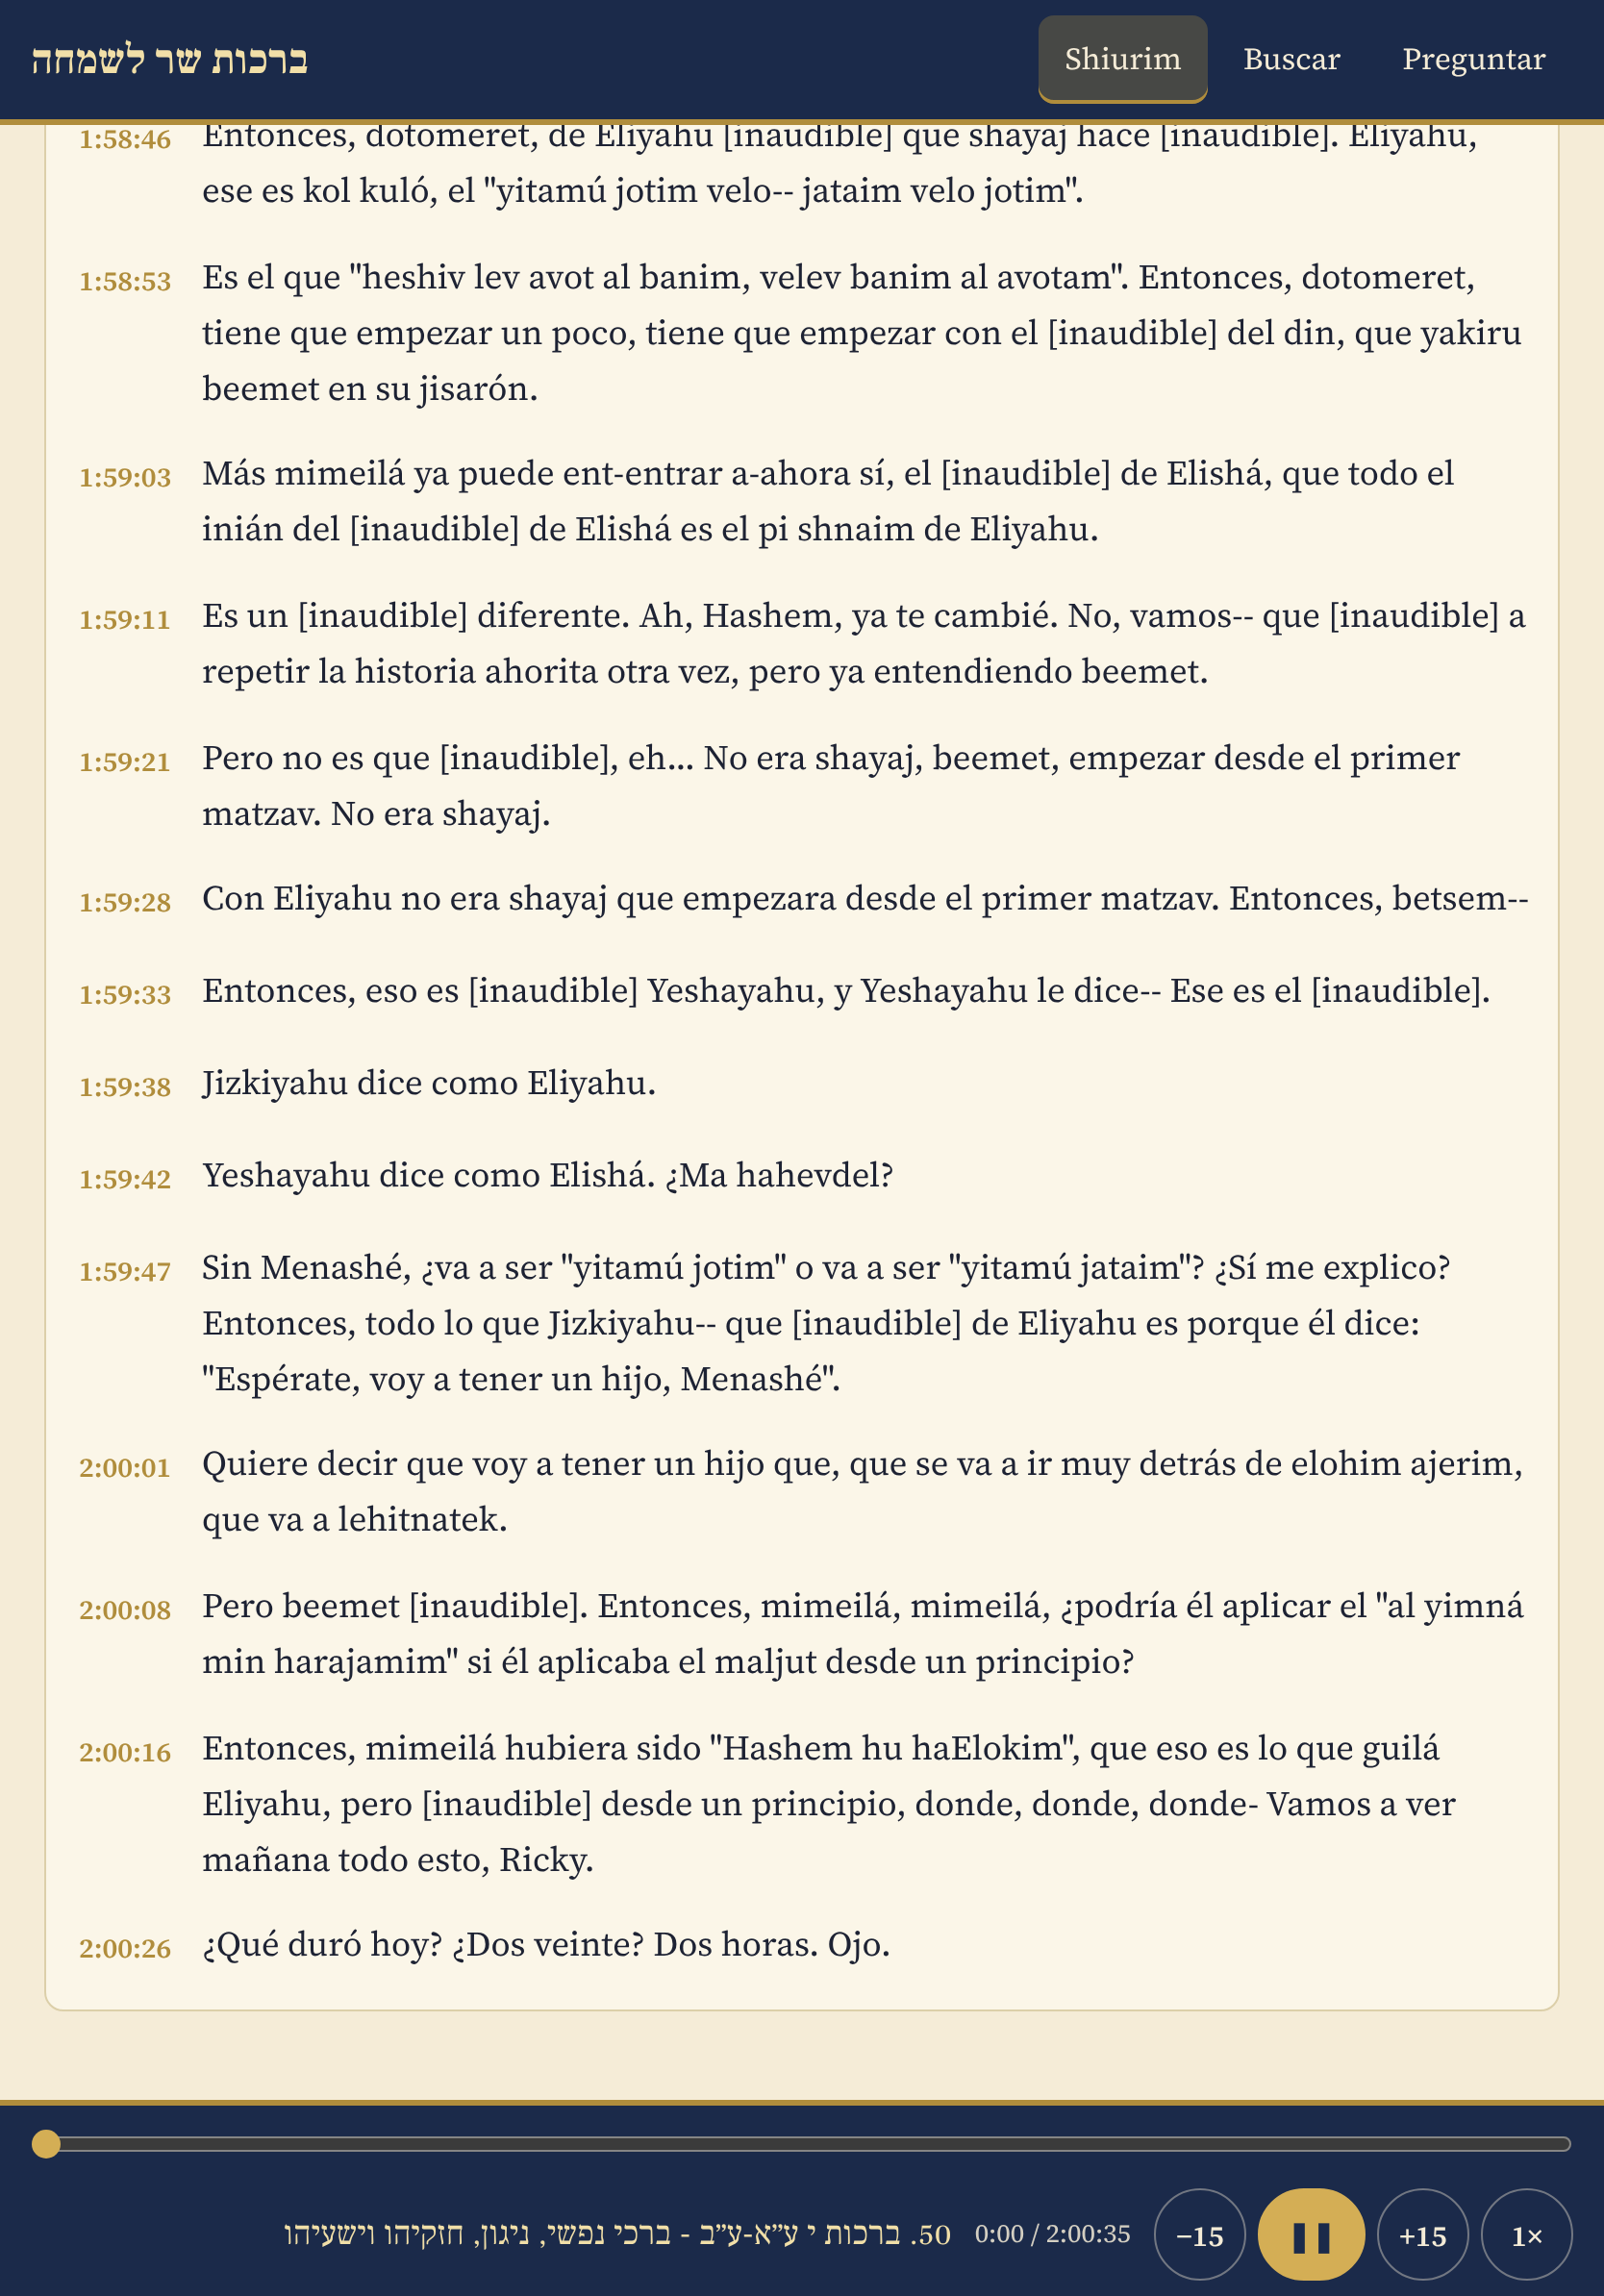 ברכות שר לשמחה
Shiurim Buscar Preguntar
1:58:46 Entonces, dotomeret, de Eliyahu [inaudible] que shayaj hace [inaudible]. Eliyahu,
ese es kol kuló, el "yitamú jotim velo-- jataim velo jotim".
1:58:53 Es el que "heshiv lev avot al banim, velev banim al avotam". Entonces, dotomeret,
tiene que empezar un poco, tiene que empezar con el [inaudible] del din, que yakiru
beemet en su jisarón.
1:59:03 Más mimeilá ya puede ent-entrar a-ahora sí, el [inaudible] de Elishá, que todo el
inián del [inaudible] de Elishá es el pi shnaim de Eliyahu.
1:59:11 Es un [inaudible] diferente. Ah, Hashem, ya te cambié. No, vamos-- que [inaudible] a
repetir la historia ahorita otra vez, pero ya entendiendo beemet.
1:59:21 Pero no es que [inaudible], eh... No era shayaj, beemet, empezar desde el primer
matzav. No era shayaj.
1:59:28 Con Eliyahu no era shayaj que empezara desde el primer matzav. Entonces, betsem--
1:59:33 Entonces, eso es [inaudible] Yeshayahu, y Yeshayahu le dice-- Ese es el [inaudible].
1:59:38 Jizkiyahu dice como Eliyahu.
1:59:42 Yeshayahu dice como Elishá. ¿Ma hahevdel?
1:59:47 Sin Menashé, ¿va a ser "yitamú jotim" o va a ser "yitamú jataim"? ¿Sí me explico?
Entonces, todo lo que Jizkiyahu-- que [inaudible] de Eliyahu es porque él dice:
"Espérate, voy a tener un hijo, Menashé".
2:00:01 Quiere decir que voy a tener un hijo que, que se va a ir muy detrás de elohim ajerim,
que va a lehitnatek.
2:00:08 Pero beemet [inaudible]. Entonces, mimeilá, mimeilá, ¿podría él aplicar el "al yimná
min harajamim" si él aplicaba el maljut desde un principio?
2:00:16 Entonces, mimeilá hubiera sido "Hashem hu haElokim", que eso es lo que guilá
Eliyahu, pero [inaudible] desde un principio, donde, donde, donde- Vamos a ver
mañana todo esto, Ricky.
2:00:26 ¿Qué duró hoy? ¿Dos veinte? Dos horas. Ojo.
50. ברכות י ע״א-ע״ב - ברכי נפשי, ניגון, חזקיהו וישעיהו 0:00 / 2:00:35 −15 +15 1×